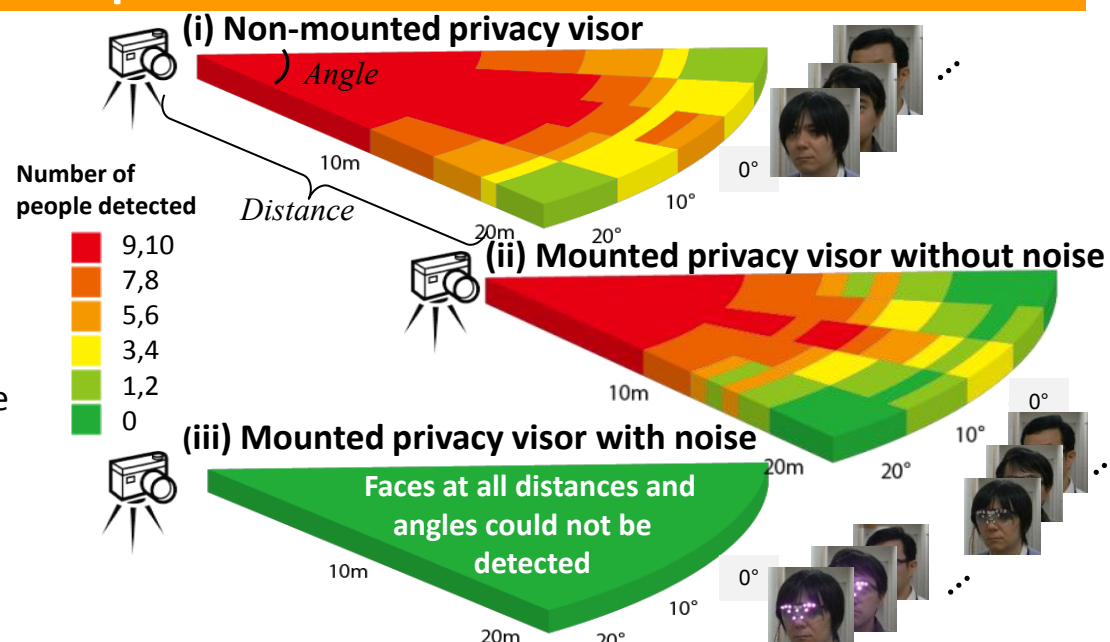 (i) Non-mounted privacy visor
Angle
10m
Distance
20m
20°
10°
0°
Number of
people detected
9,10
7,8
5,6
3,4
1,2
0
e
(ii) Mounted privacy visor without noise
10m
20m
20°
10°
0°
(iii) Mounted privacy visor with noise
Faces at all distances and
angles could not be
detected
10m
20m
20°
10°
0°